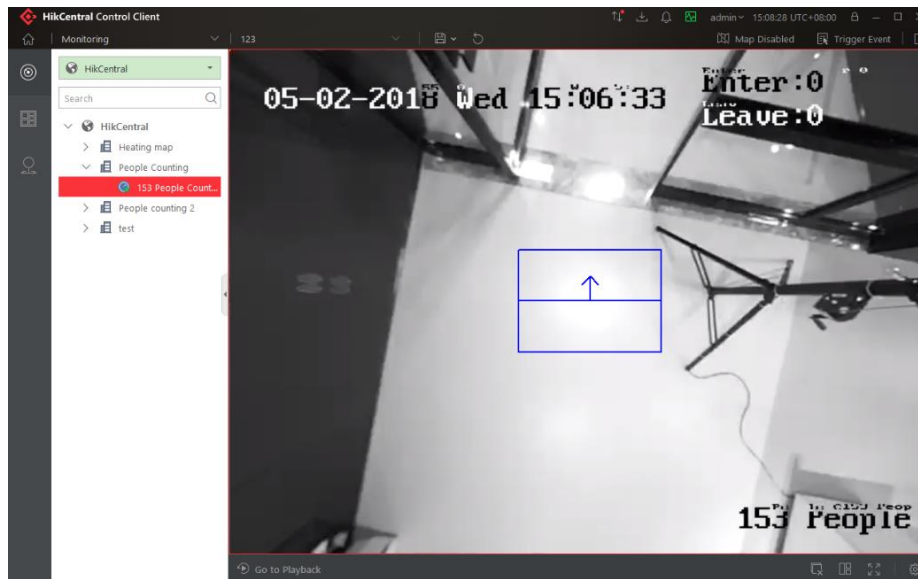 HikCentral Control Client
admin 15:08:28 UTC+08:00
Monitoring
123
Map Disabled
Trigger Event
HikCentral
Search
HikCentral
Heating map
People Counting
153 People Count...
People counting 2
test
05-02-2018 Wed 15:06:33
Enter:0
Leave:0
153 People
Go to Playback